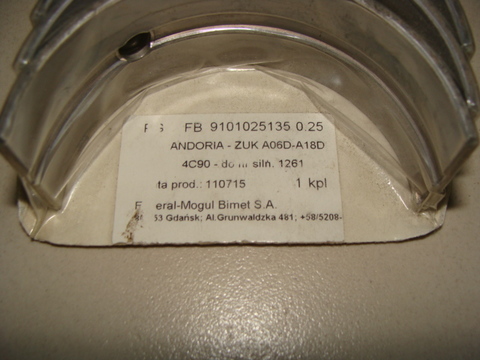 FB 9101025135 0.25
ANDORIA - ZUK A06D-A18D
4C90 - do nr siln. 1261
ta prod.: 110715 1 kpl
eral-Mogul Bimet S.A.
53 Gdańsk; Al.Grunwaldzka 481; +58/5208-